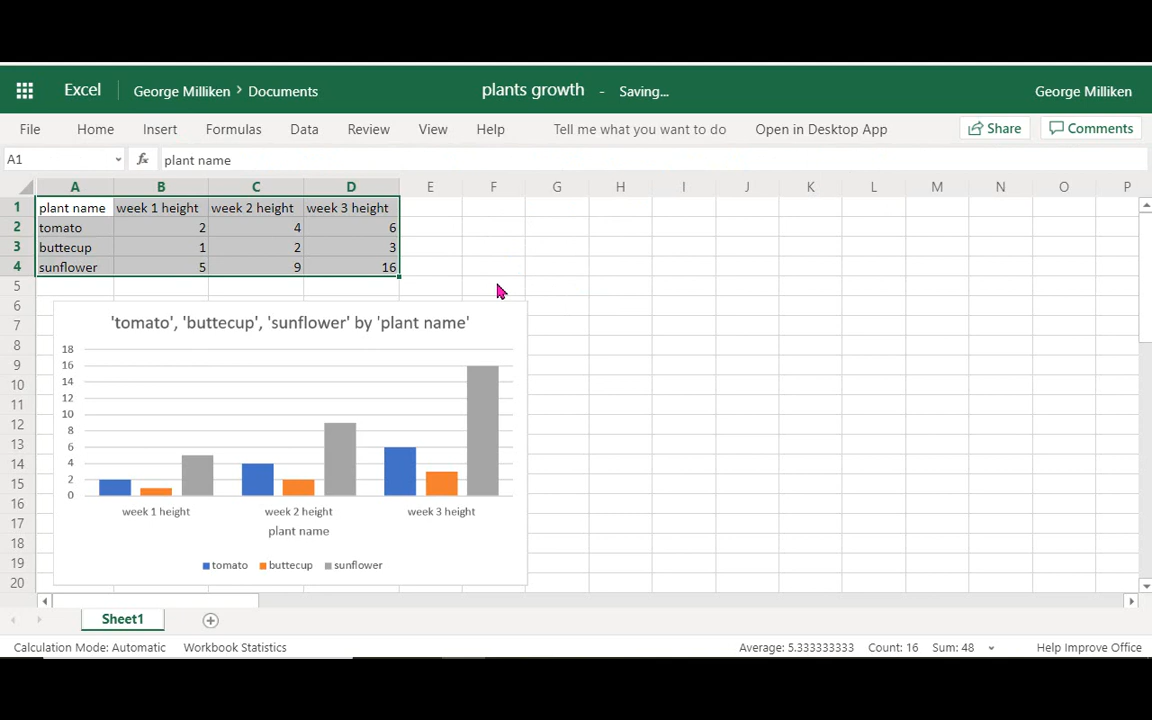 Excel George Milliken > Documents plants growth - Saving... George Milliken
File Home Insert Formulas Data Review View Help Tell me what you want to do Open in Desktop App Share Comments
A1 fx plant name
A B C D E F G H I J K L M N O P
1 plant name week 1 height week 2 height week 3 height
2 tomato 2 4 6
3 buttecup 1 2 3
4 sunflower 5 9 16
5
6
7
8
9
10
11
12
13
14
15
16
17
18
19
20
'tomato', 'buttecup', 'sunflower' by 'plant name'
18
16
14
12
10
8
6
4
2
0
week 1 height week 2 height week 3 height
plant name
tomato buttecup sunflower
Sheet1
Calculation Mode: Automatic Workbook Statistics Average: 5.333333333 Count: 16 Sum: 48 Help Improve Office